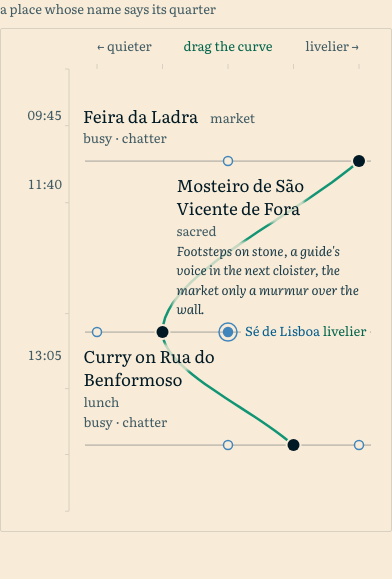 a place whose name says its quarter
← quieter drag the curve livelier →
09:45 Feira da Ladra market
busy · chatter
11:40 Mosteiro de São
Vicente de Fora
sacred
Footsteps on stone, a guide's
voice in the next cloister, the
market only a murmur over the
wall.
Sé de Lisboa livelier
13:05 Curry on Rua do
Benformoso
lunch
busy · chatter